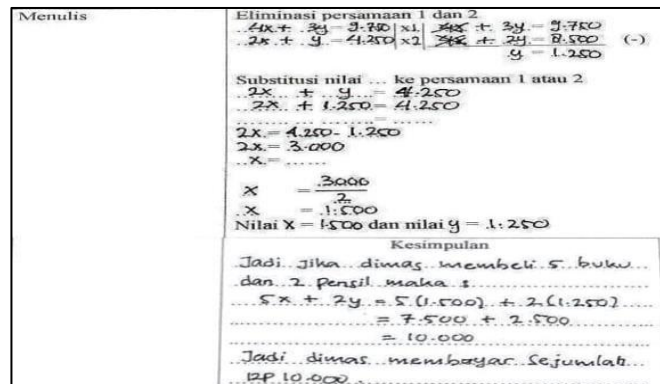 Menulis
Eliminasi persamaan 1 dan 2
4x + 3y = 9.750 |x1| 4x + 3y = 9.750
2x + y = 4.250 |x2| 4x + 2y = 8.500 (-)
y = 1.250
Substitusi nilai ... ke persamaan 1 atau 2
2x + y = 4.250
2x + 1.250 = 4.250
........ = ......
2x = 4.250 - 1.250
2x = 3.000
x = ......
x = 3000
2
x = 1.500
Nilai x = 1.500 dan nilai y = 1.250
Kesimpulan
Jadi Jika dimas membeli 5 buku
dan 2 Pensil maka :
5x + 2y = 5 (1.500) + 2 (1.250)
= 7.500 + 2.500
= 10.000
Jadi dimas membayar Sejumlah
RP 10.000.